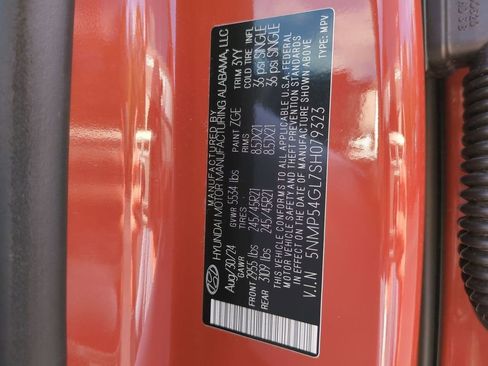 MANUFACTURED BY
HYUNDAI MOTOR MANUFACTURING ALABAMA, LLC
Aug/30/24 GVWR 5534 lbs PAINT ZGE TRIM 3YY
GAWR TIRES RIMS COLD TIRE INFL
FRONT 2955 lbs 245/45R21 8.5JX21 36 psi SINGLE
REAR 3109 lbs 245/45R21 8.5JX21 36 psi SINGLE
THIS VEHICLE CONFORMS TO ALL APPLICABLE U.S.A. FEDERAL
MOTOR VEHICLE SAFETY AND THEFT PREVENTION STANDARDS
IN EFFECT ON THE DATE OF MANUFACTURE SHOWN ABOVE.
V.I.N 5NMP54GL7SH079323 TYPE: MPV